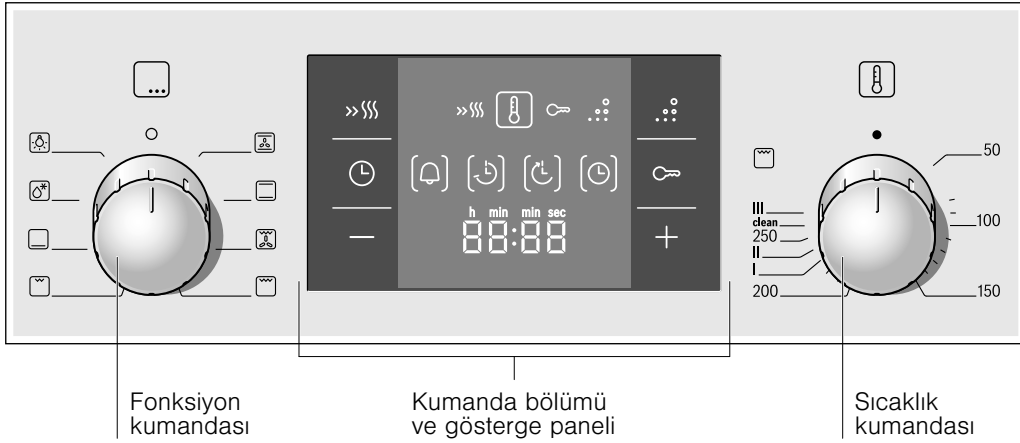 h min min sec
88:88
50
100
150
III
clean
250
II
I
200
Fonksiyon
kumandası
Kumanda bölümü
ve gösterge paneli
Sıcaklık
kumandası